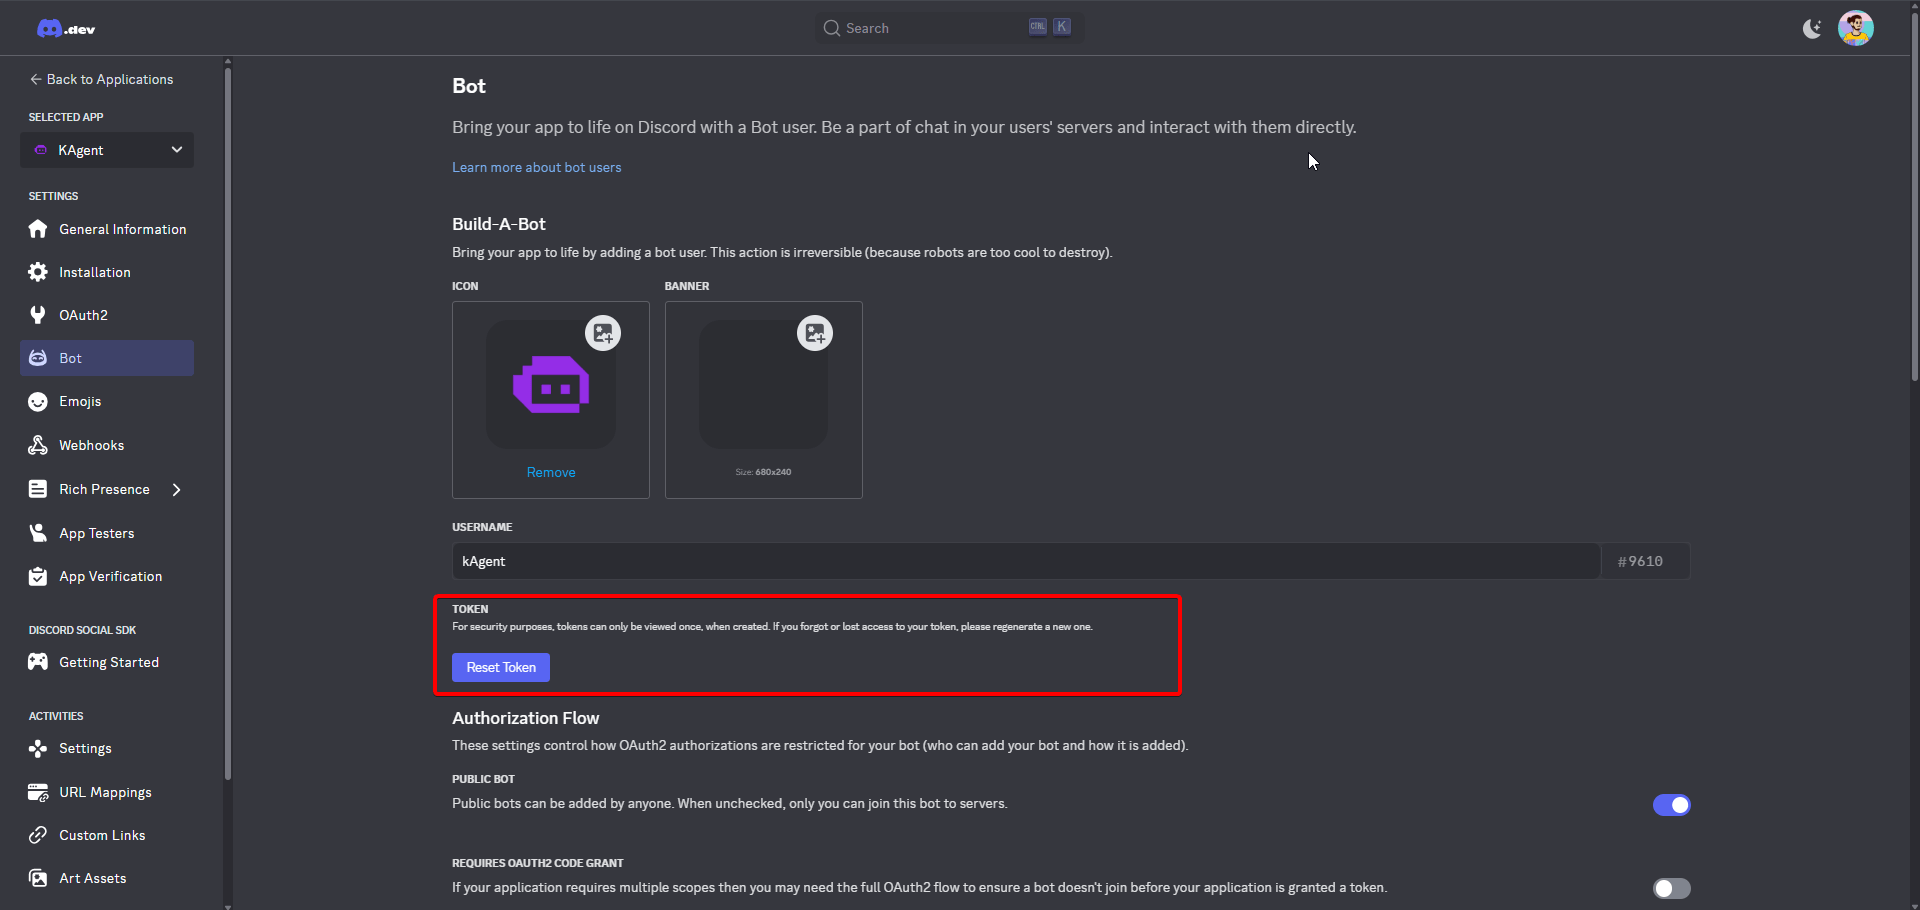 .dev
Search
CTRL K
Back to Applications
SELECTED APP
KAgent
SETTINGS
General Information
Installation
OAuth2
Bot
Emojis
Webhooks
Rich Presence
App Testers
App Verification
DISCORD SOCIAL SDK
Getting Started
ACTIVITIES
Settings
URL Mappings
Custom Links
Art Assets
Bot
Bring your app to life on Discord with a Bot user. Be a part of chat in your users' servers and interact with them directly.
Learn more about bot users
Build-A-Bot
Bring your app to life by adding a bot user. This action is irreversible (because robots are too cool to destroy).
ICON BANNER
Remove
Size: 680x240
USERNAME
kAgent
#9610
TOKEN
For security purposes, tokens can only be viewed once, when created. If you forgot or lost access to your token, please regenerate a new one.
Reset Token
Authorization Flow
These settings control how OAuth2 authorizations are restricted for your bot (who can add your bot and how it is added).
PUBLIC BOT
Public bots can be added by anyone. When unchecked, only you can join this bot to servers.
REQUIRES OAUTH2 CODE GRANT
If your application requires multiple scopes then you may need the full OAuth2 flow to ensure a bot doesn't join before your application is granted a token.